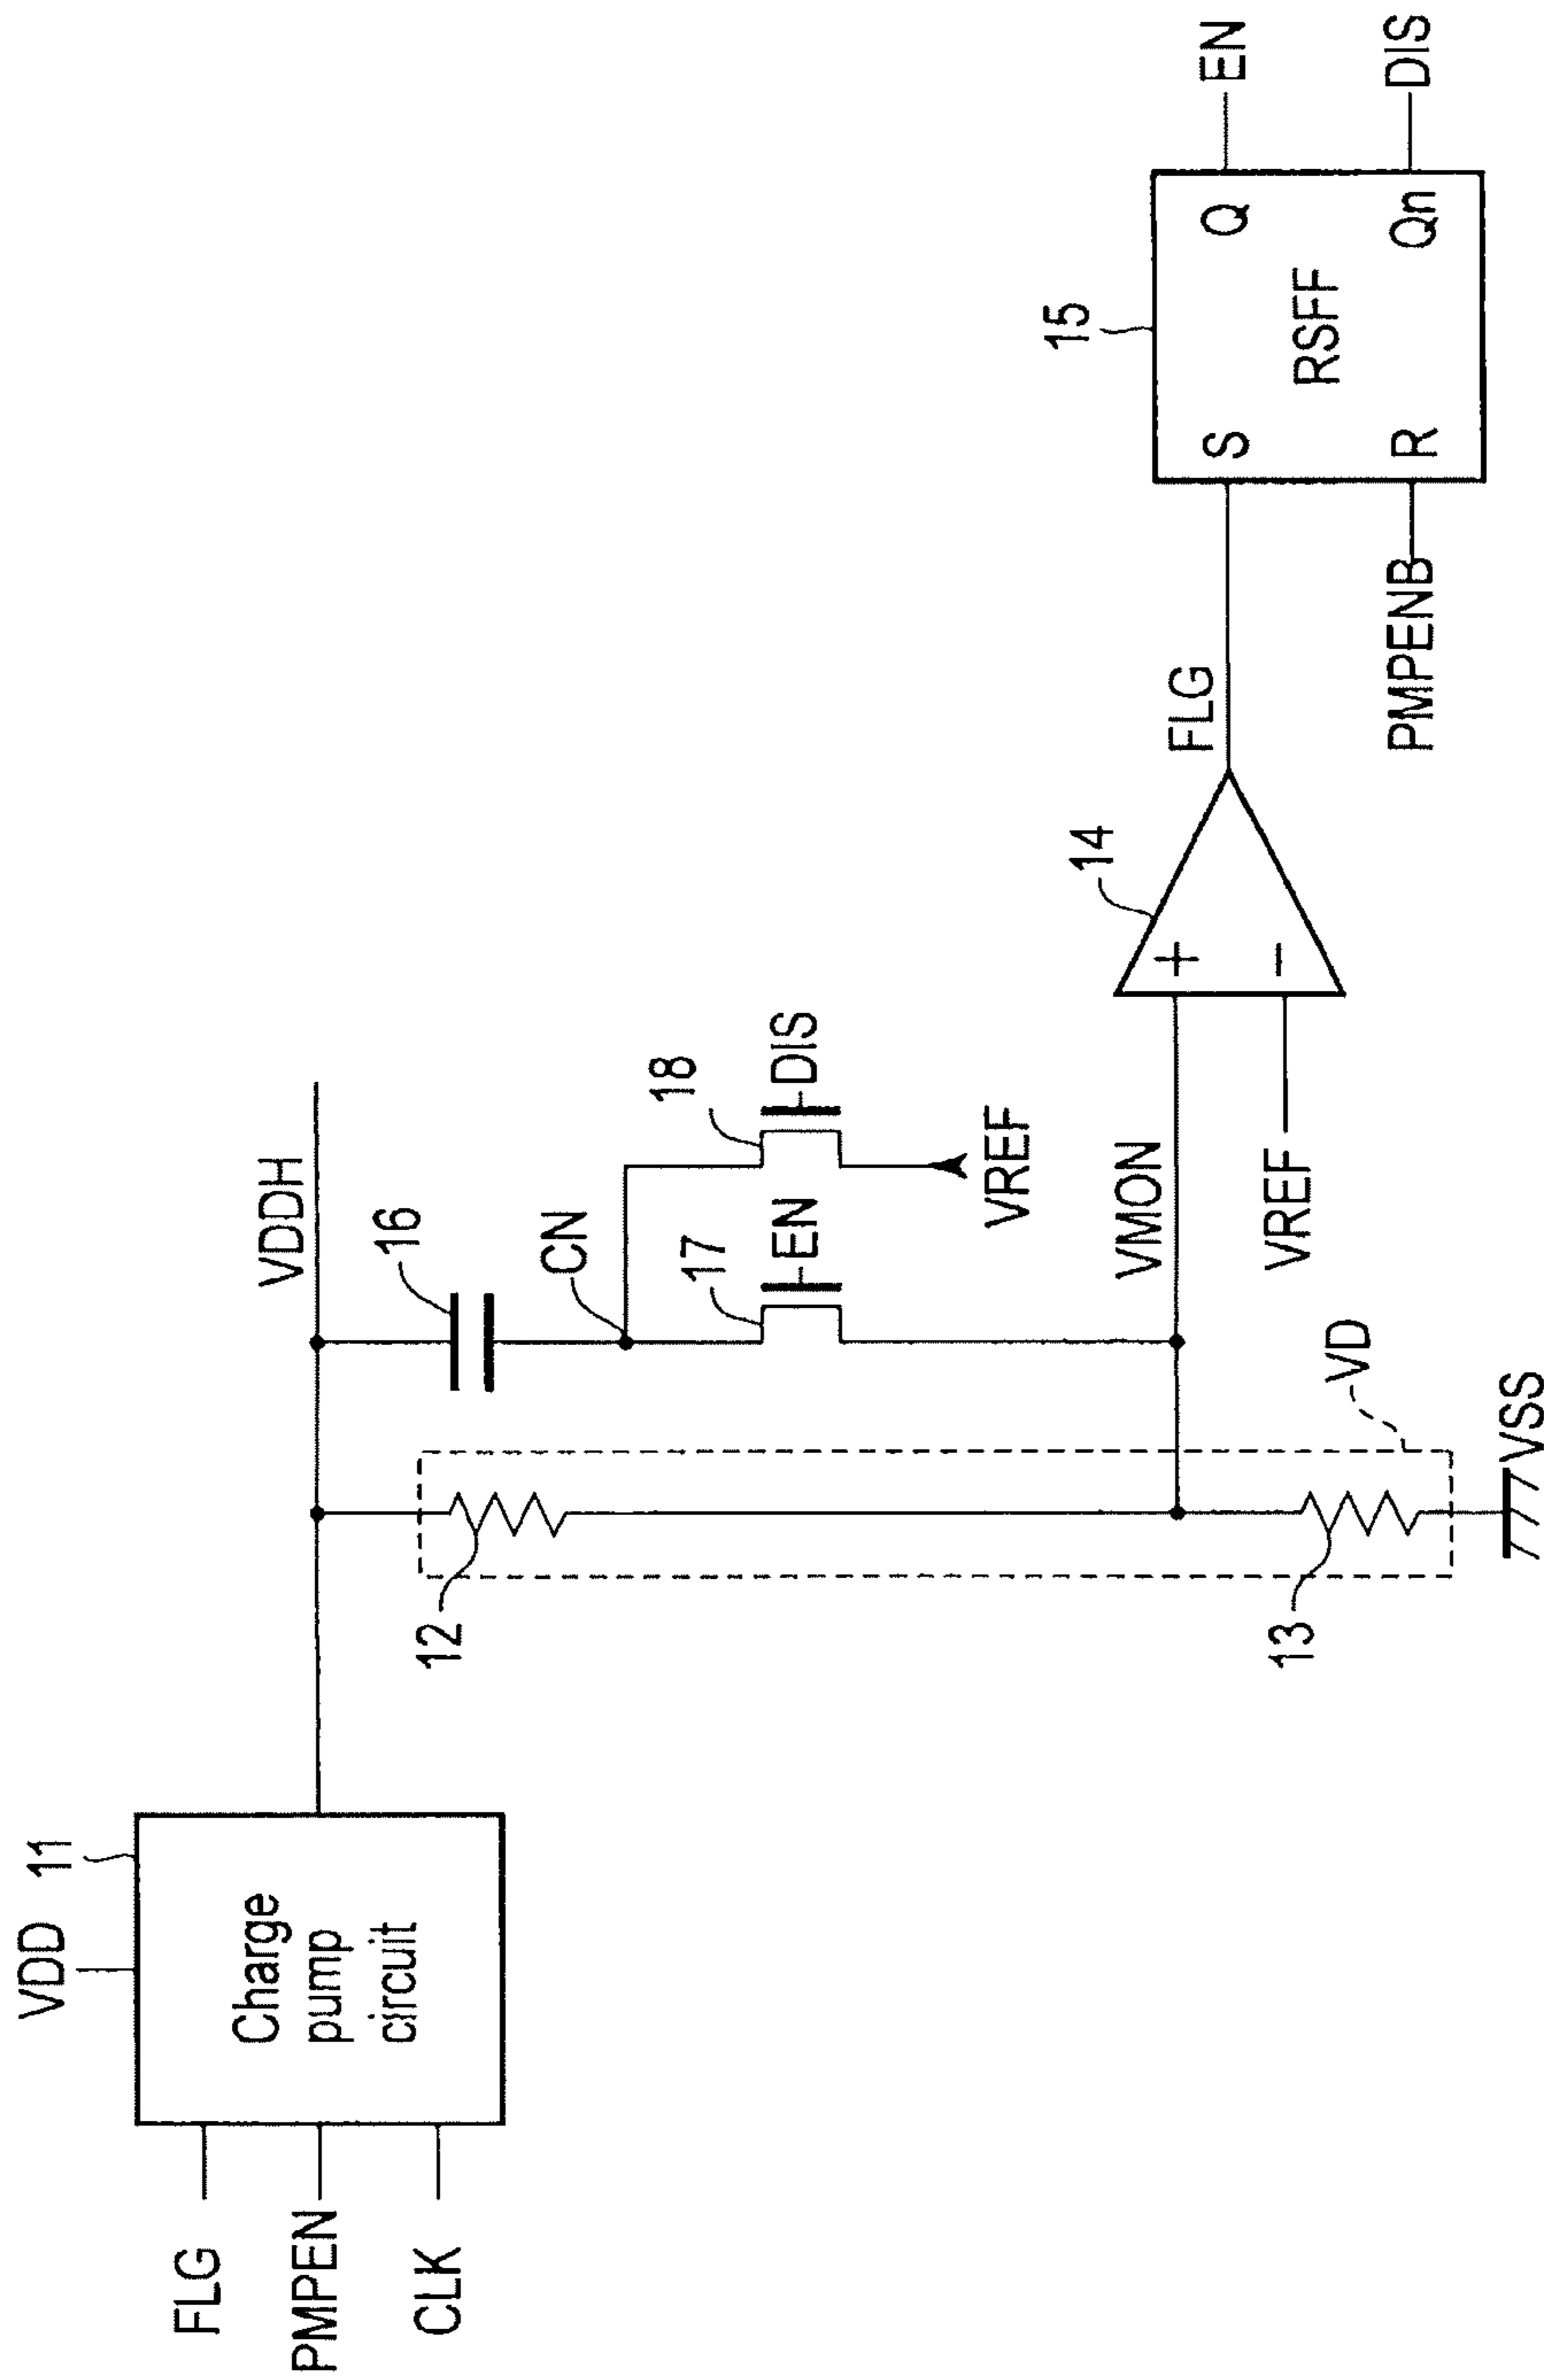 VDD
11
FLG
PMPEN
CLK
Charge
pump
circuit
VDDH
12
13
VD
VSS
16
CN
17
EN
18
DIS
VREF
VMON
VREF
14
FLG
PMPENB
15
S
R
RSFF
Q
Qn
EN
DIS